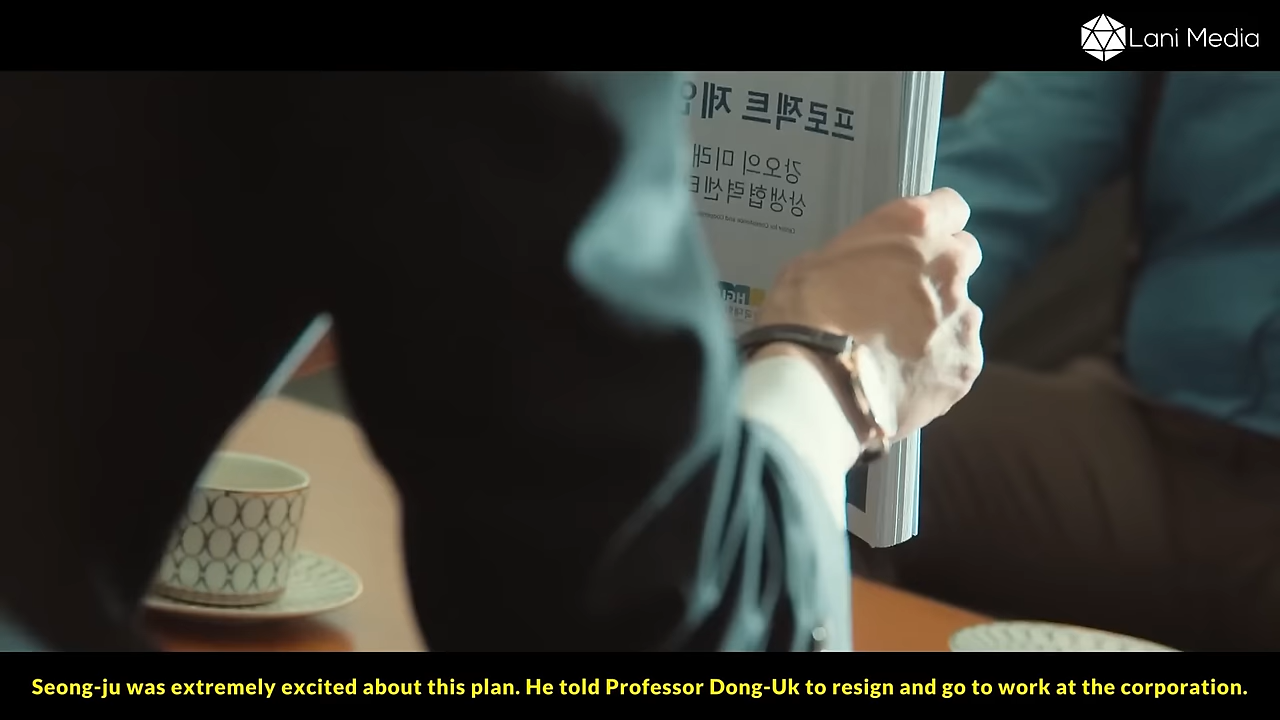 Lani Media
프로젝트 제안
강오의 미래
상생협력센터
HGU
Seong-ju was extremely excited about this plan. He told Professor Dong-Uk to resign and go to work at the corporation.